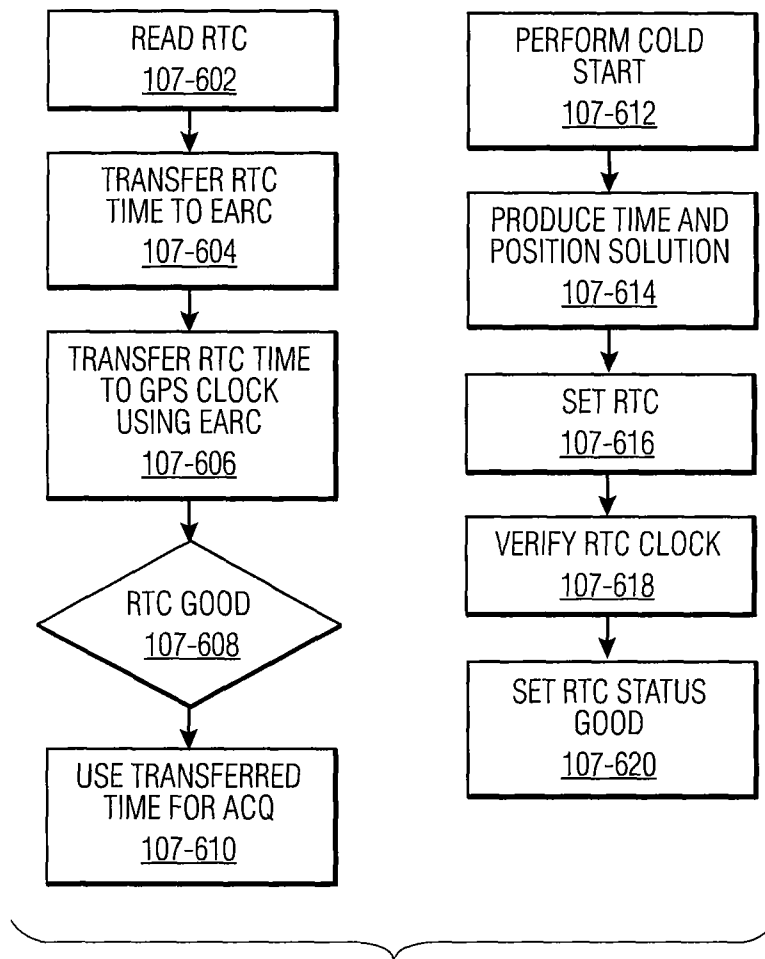 READ RTC
107-602
TRANSFER RTC
TIME TO EARC
107-604
TRANSFER RTC TIME
TO GPS CLOCK
USING EARC
107-606
RTC GOOD
107-608
USE TRANSFERRED
TIME FOR ACQ
107-610
PERFORM COLD
START
107-612
PRODUCE TIME AND
POSITION SOLUTION
107-614
SET RTC
107-616
VERIFY RTC CLOCK
107-618
SET RTC STATUS
GOOD
107-620